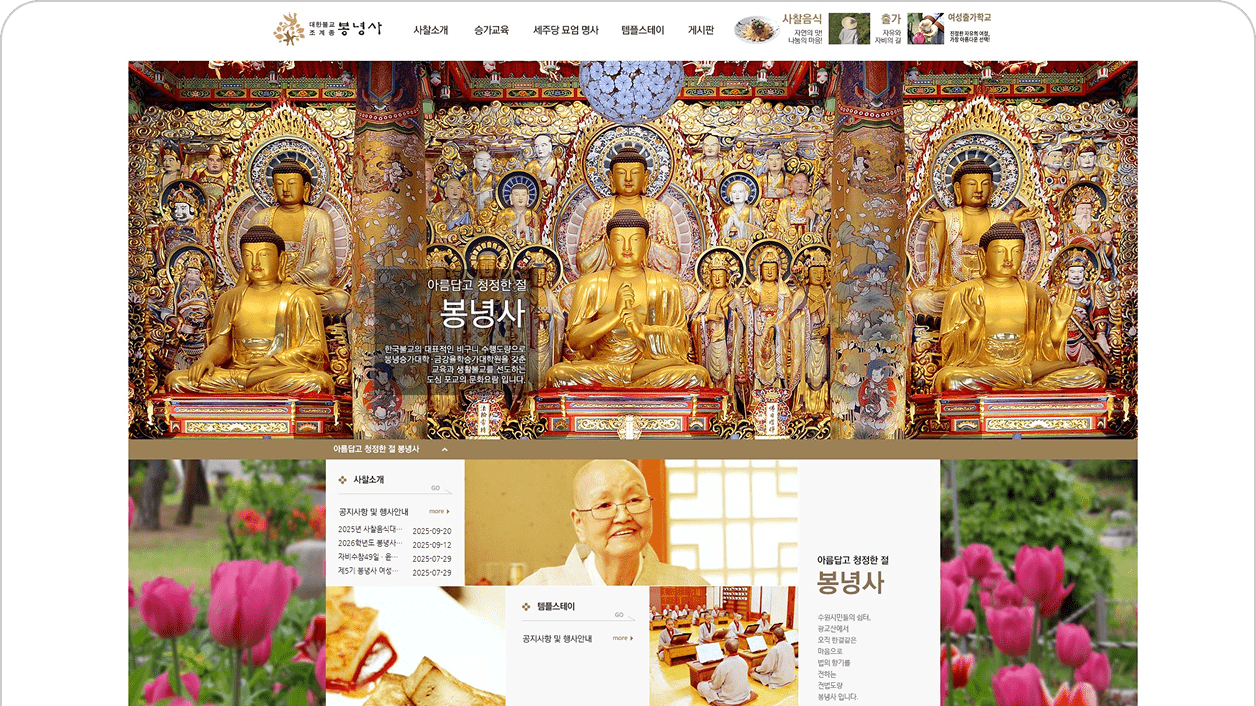 대한불교
조계종
봉녕사
사찰소개
승가교육
세주당 묘엄 명사
템플스테이
게시판
사찰음식
자연의 맛!
나눔의 마음!
출가
자유와
자비의 길
여성출가학교
진정한 자유의 여정,
가장 아름다운 선택!
아름답고 청정한 절
봉녕사
한국불교의 대표적인 비구니 수행도량으로
봉녕승가대학·금강율학승가대학원을 갖춘
교육과 생활불교를 선도하는
도심 포교의 문화요람 입니다.
아름답고 청정한 절 봉녕사
사찰소개
GO
공지사항 및 행사안내 more
2025년 사찰음식대… 2025-09-20
2026학년도 봉녕사… 2025-09-12
자비수참49일 · 윤… 2025-07-29
제5기 봉녕사 여성… 2025-07-29
템플스테이
GO
공지사항 및 행사안내 more
아름답고 청정한 절
봉녕사
수원시민들의 쉼터,
광교산에서
오직 한결같은
마음으로
법의 향기를
전하는
전법도량
봉녕사 입니다.